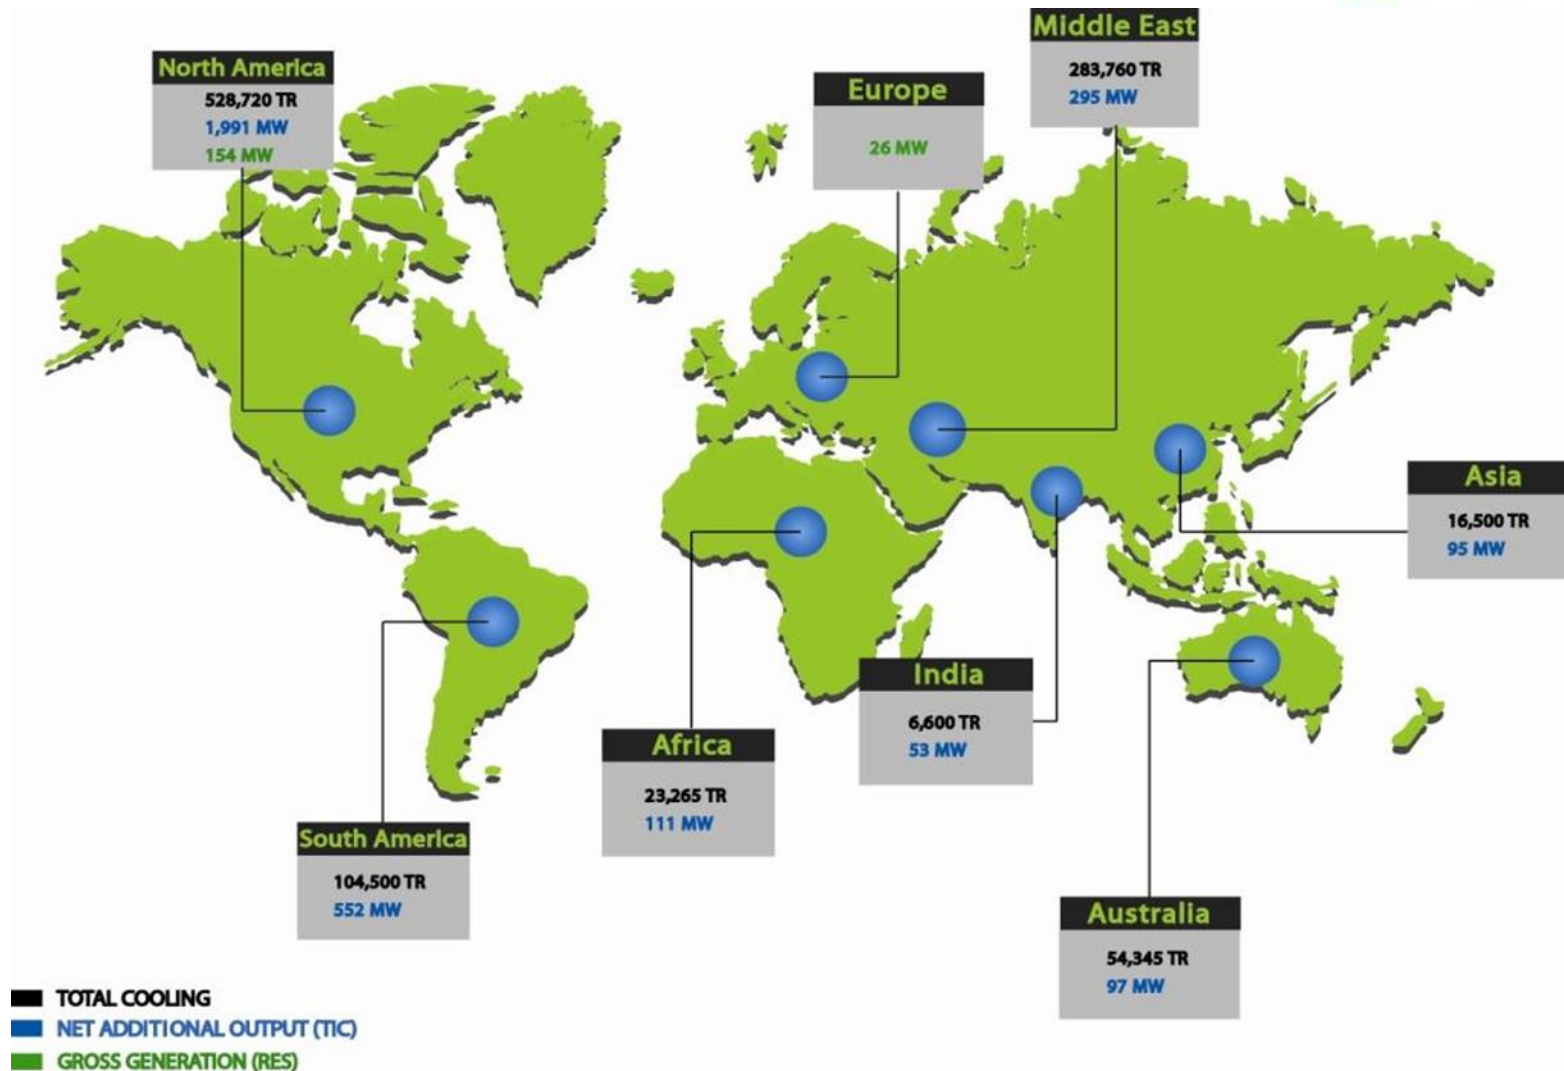 North America
528,720 TR
1,991 MW
154 MW
Europe
26 MW
Middle East
283,760 TR
295 MW
Asia
16,500 TR
95 MW
India
6,600 TR
53 MW
Africa
23,265 TR
111 MW
South America
104,500 TR
552 MW
Australia
54,345 TR
97 MW
TOTAL COOLING
NET ADDITIONAL OUTPUT (TIC)
GROSS GENERATION (RES)